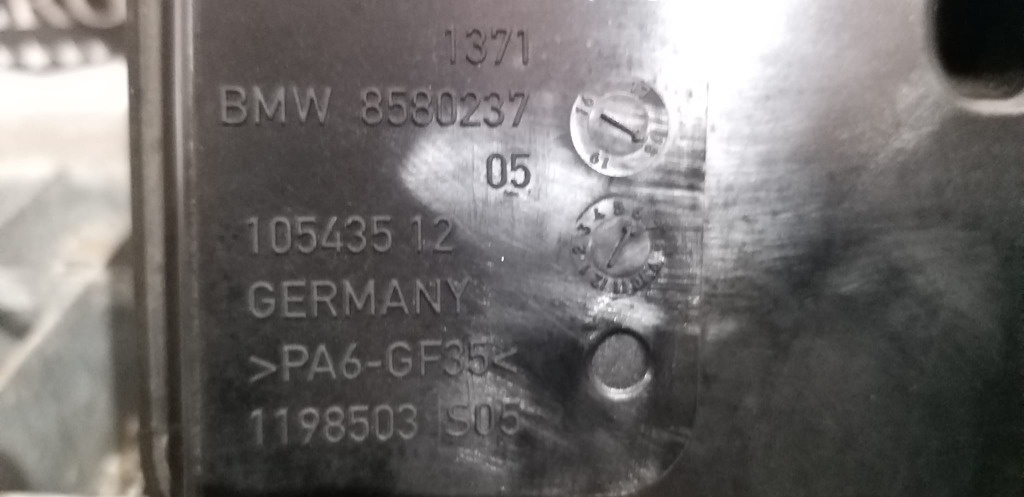 1371
BMW 8580237
05
105435 12
GERMANY
>PA6-GF35<
1198503 S05